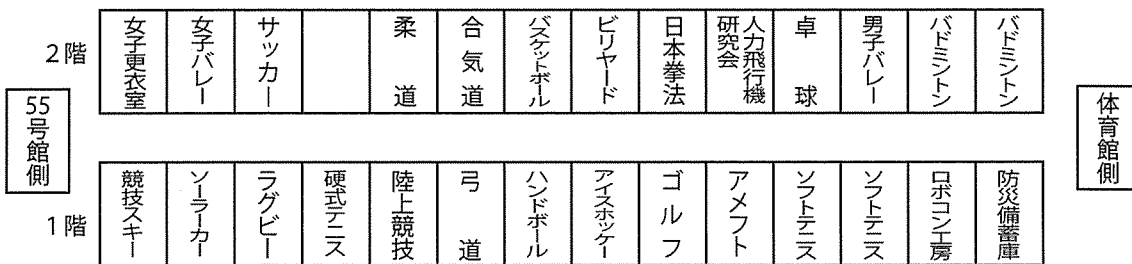 2階
女子更衣室
女子バレー
サッカー
柔道
合気道
バスケットボール
ビリヤード
日本拳法
人力飛行機
研究会
卓球
男子バレー
バドミントン
バドミントン
55号館側
体育館側
1階
競技スキー
ソーラーカー
ラグビー
硬式テニス
陸上競技
弓道
ハンドボール
アイスホッケー
ゴルフ
アメフト
ソフトテニス
ソフトテニス
ロボコン工房
防災備蓄庫